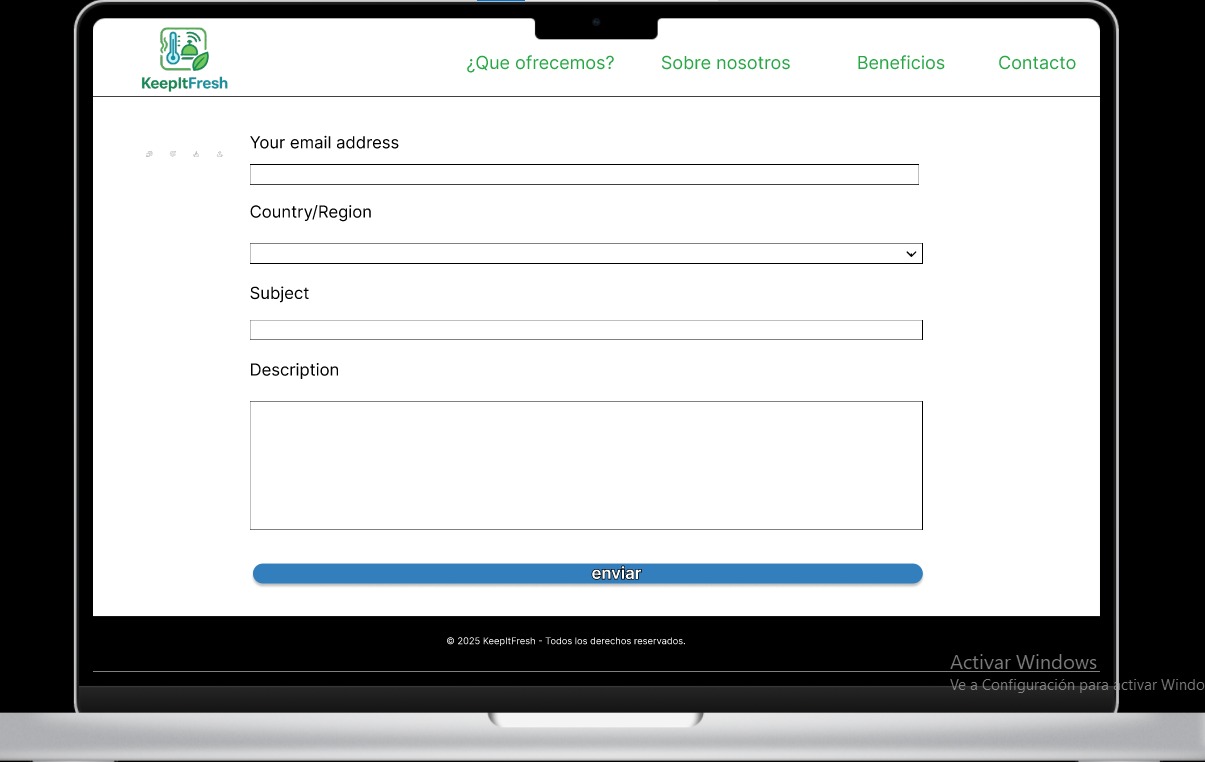 KeepItFresh
¿Que ofrecemos?
Sobre nosotros
Beneficios
Contacto
Your email address
Country/Region
Subject
Description
enviar
© 2025 KeepItFresh - Todos los derechos reservados.
Activar Windows
Ve a Configuración para activar Windo